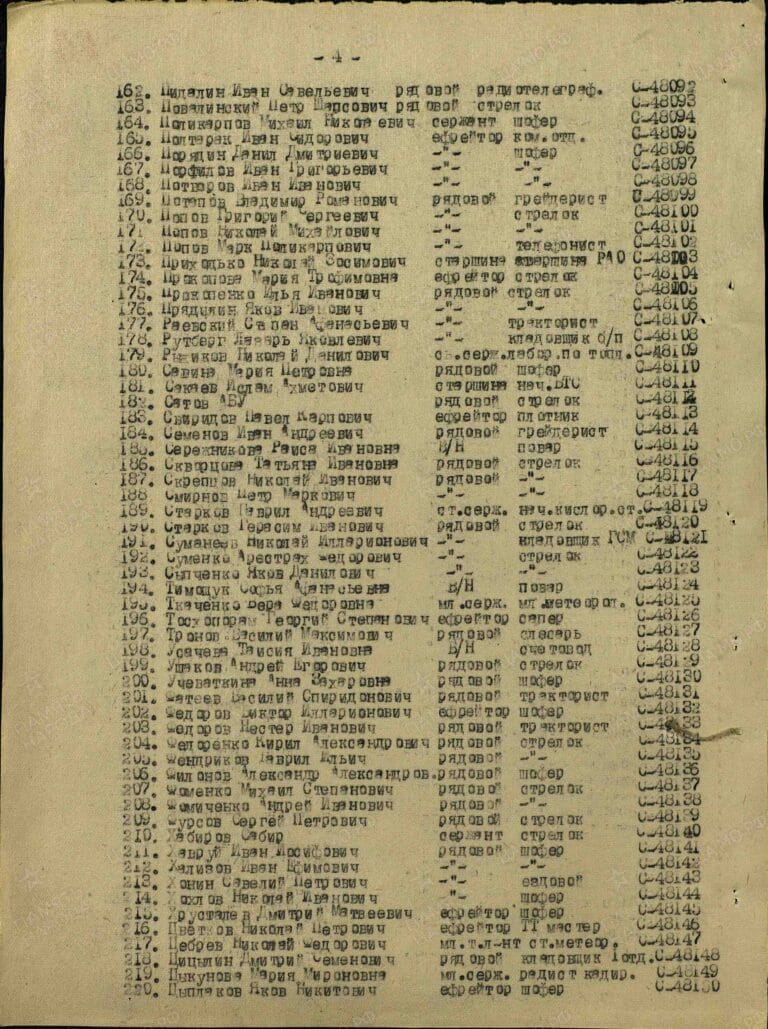 - 4 -
162. Пидалин Иван Савельевич рядовой радиотелеграф. С-48092
163. Повалинский Петр Марсович рядовой стрелок С-48093
164. Поликарпов Михаил Николаевич сержант шофер С-48094
165. Полтарак Иван Сидорович ефрейтор ком.отд. С-48095
166. Порядин Данил Дмитриевич -"- шофер С-48096
167. Порфидов Иван Григорьевич -"- -"- С-48097
168. Потворов Иван Иванович -"- -"- С-48098
169. Потапов Владимир Романович рядовой грейдерист С-48099
170. Попов Григорий Сергеевич -"- стрелок С-48100
171 Попов Николай Михайлович -"- -"- С-48101
172. Попов Марк Поликарпович -"- телефонист С-48102
173. Приходько Николай Зосимович старшина РАО С-48103
174. Прокопова Мария Трофимовна ефрейтор стрелок С-48104
175. Прокопенко Илья Иванович рядовой стрелок С-48105
176. Прядулин Яков Иванович -"- -"- С-48106
177. Раевский Степан Афанасьевич -"- тракторист С-48107
178. Рутберг Лазарь Яковлевич -"- кладовщик б/п С-48108
179. Рыжиков Николай Данилович ст.серж.лабор.по топл. С-48109
180. Савина Мария Петровна рядовой шофер С-48110
181. Сакаев Ислам Ахметович старшина нач.ВТС С-48111
182. Сатов АБУ рядовой стрелок С-48112
183. Свиридов Павел Карпович ефрейтор плотник С-48113
184. Семенов Иван Андреевич рядовой грейдерист С-48114
185. Сережникова Раиса Ивановна В/Н повар С-48115
186. Скворцова Татьяна Ивановна рядовой стрелок С-48116
187. Скрепцов Николай Иванович рядовой -"- С-48117
188 Смирнов Петр Маркович -"- -"- С-48118
189. Старков Гаврил Андреевич ст.серж. нач.кислор.ст. С-48119
190. Старков Герасим Иванович рядовой стрелок С-48120
191. Суманеев Николай Илларионович -"- кладовщик ГСМ С-48121
192. Суменко Арестрах Федорович -"- стрелок С-48122
193. Сыпченко Яков Данилович -"- -"- С-48123
194. Тимощук Софья Афанасьевна В/Н повар С-48124
195. Ткаченко Вера Федоровна мл.серж. мл.метеорол. С-48125
196. Тосхопорам Георгий Степанович ефрейтор сапер С-48126
197. Тронов Василий Максимович рядовой слесарь С-48127
198. Усачева Таисия Ивановна В/Н счетовод С-48128
199. Ушаков Андрей Егорович рядовой стрелок С-48129
200. Учеваткина Анна Захаровна рядовой шофер С-48130
201. Фатеев Василий Спиридонович рядовой тракторист С-48131
202. Федоров Виктор Илларионович ефрейтор шофер С-48132
203. Федоров Нестер Иванович рядовой тракторист С-48133
204. Федоренко Кирил Александрович рядовой стрелок С-48134
205. Фендриков Гаврил Ильич рядовой -"- С-48135
206. Филонов Александр Александров.рядовой шофер С-48136
207. Фоменко Михаил Степанович рядовой стрелок С-48137
208. Фомиченко Андрей Иванович рядовой -"- С-48138
209. Фурсов Сергей Петрович рядовой стрелок С-48139
210. Хабиров Сабир сержант стрелок С-48140
211. Хавруй Иван Иосифович рядовой шофер С-48141
212. Хализов Иван Ефимович -"- -"- С-48142
213. Хонин Савелий Петрович -"- ездовой С-48143
214. Хохлов Николай Иванович -"- шофер С-48144
215. Хрусталев Дмитрий Матвеевич ефрейтор шофер С-48145
216. Цветков Николай Петрович ефрейтор ТТ мастер С-48146
217. Цебрев Николай Федорович мл.т.л-нт ст.метеор. С-48147
218. Цицылин Дмитрий Семенович рядовой кладовщик 1отд. С-48148
219. Цыкунова Мария Мироновна мл.серж. радист кадир. С-48149
220. Цыплаков Яков Никитович ефрейтор шофер С-48150